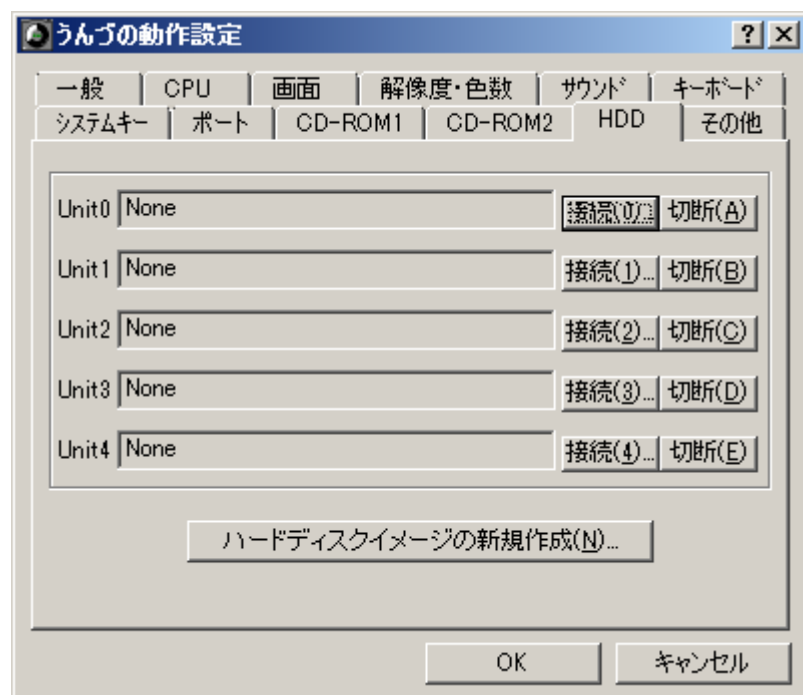 うんづの動作設定
一般 CPU 画面 解像度・色数 ｻｳﾝﾄﾞ ｷｰﾎﾞｰﾄﾞ
ｼｽﾃﾑｷｰ ポート CD-ROM1 CD-ROM2 HDD その他
Unit0 None 接続(0)... 切断(A)
Unit1 None 接続(1)... 切断(B)
Unit2 None 接続(2)... 切断(C)
Unit3 None 接続(3)... 切断(D)
Unit4 None 接続(4)... 切断(E)
ハードディスクイメージの新規作成(N)...
OK キャンセル